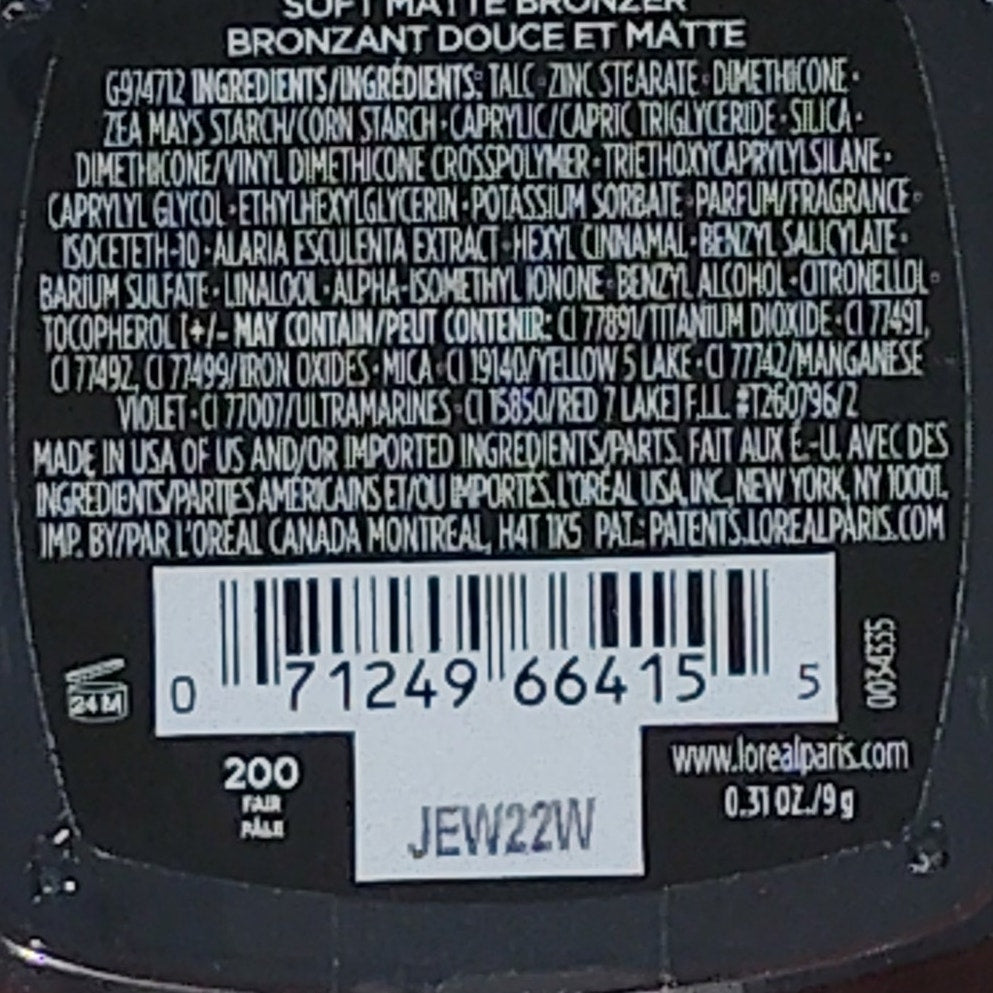 SOFT MATTE BRONZER
BRONZANT DOUCE ET MATTE
G974712 INGREDIENTS/INGRÉDIENTS: TALC • ZINC STEARATE • DIMETHICONE •
ZEA MAYS STARCH/CORN STARCH • CAPRYLIC/CAPRIC TRIGLYCERIDE • SILICA •
DIMETHICONE/VINYL DIMETHICONE CROSSPOLYMER • TRIETHOXYCAPRYLYLSILANE •
CAPRYLYL GLYCOL • ETHYLHEXYLGLYCERIN • POTASSIUM SORBATE • PARFUM/FRAGRANCE •
ISOCETETH-10 • ALARIA ESCULENTA EXTRACT • HEXYL CINNAMAL • BENZYL SALICYLATE •
BARIUM SULFATE • LINALOOL • ALPHA-ISOMETHYL IONONE • BENZYL ALCOHOL • CITRONELLOL •
TOCOPHEROL [+/- MAY CONTAIN/PEUT CONTENIR: CI 77891/TITANIUM DIOXIDE • CI 77491,
CI 77492, CI 77499/IRON OXIDES • MICA • CI 19140/YELLOW 5 LAKE • CI 77742/MANGANESE
VIOLET • CI 77007/ULTRAMARINES • CI 15850/RED 7 LAKE] F.I.L. #T260796/2
MADE IN USA OF US AND/OR IMPORTED INGREDIENTS/PARTS. FAIT AUX É.-U. AVEC DES
INGRÉDIENTS/PARTIES AMÉRICAINS ET/OU IMPORTÉS. L'ORÉAL USA, INC., NEW YORK, NY 10001.
IMP. BY/PAR L'ORÉAL CANADA MONTREAL, H4T 1K5 PAT.: PATENTS.LOREALPARIS.COM
0 71249 66415 5
0034335
24 M
200
FAIR
PÂLE
www.lorealparis.com
0.31 OZ./9 g
JEW22W